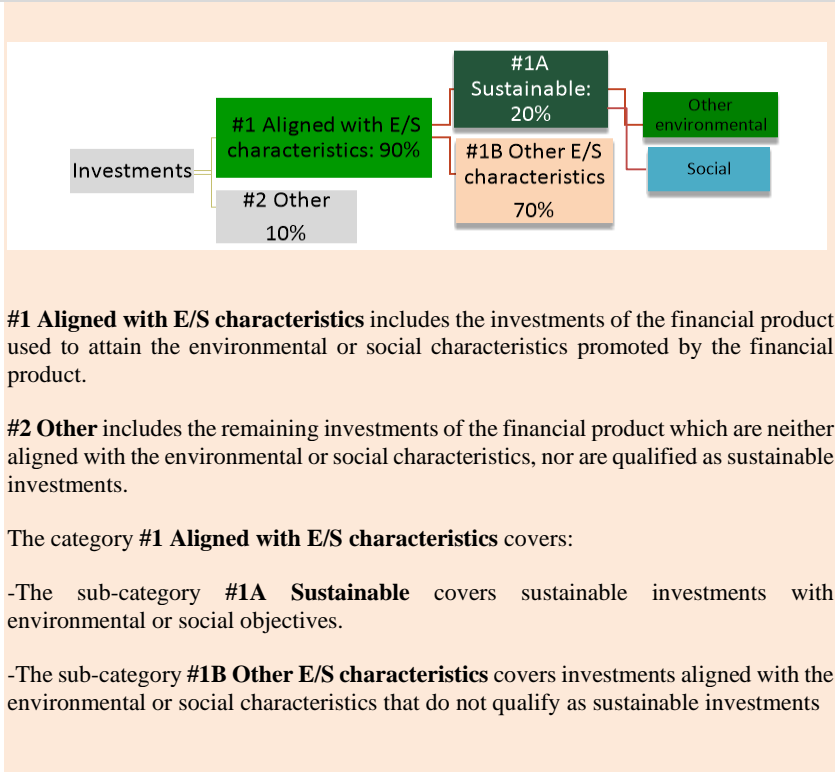 Investments
#1 Aligned with E/S
characteristics: 90%
#2 Other
10%
#1A
Sustainable:
20%
#1B Other E/S
characteristics
70%
Other
environmental
Social
#1 Aligned with E/S characteristics includes the investments of the financial product
used to attain the environmental or social characteristics promoted by the financial
product.
#2 Other includes the remaining investments of the financial product which are neither
aligned with the environmental or social characteristics, nor are qualified as sustainable
investments.
The category #1 Aligned with E/S characteristics covers:
-The sub-category #1A Sustainable covers sustainable investments with
environmental or social objectives.
-The sub-category #1B Other E/S characteristics covers investments aligned with the
environmental or social characteristics that do not qualify as sustainable investments